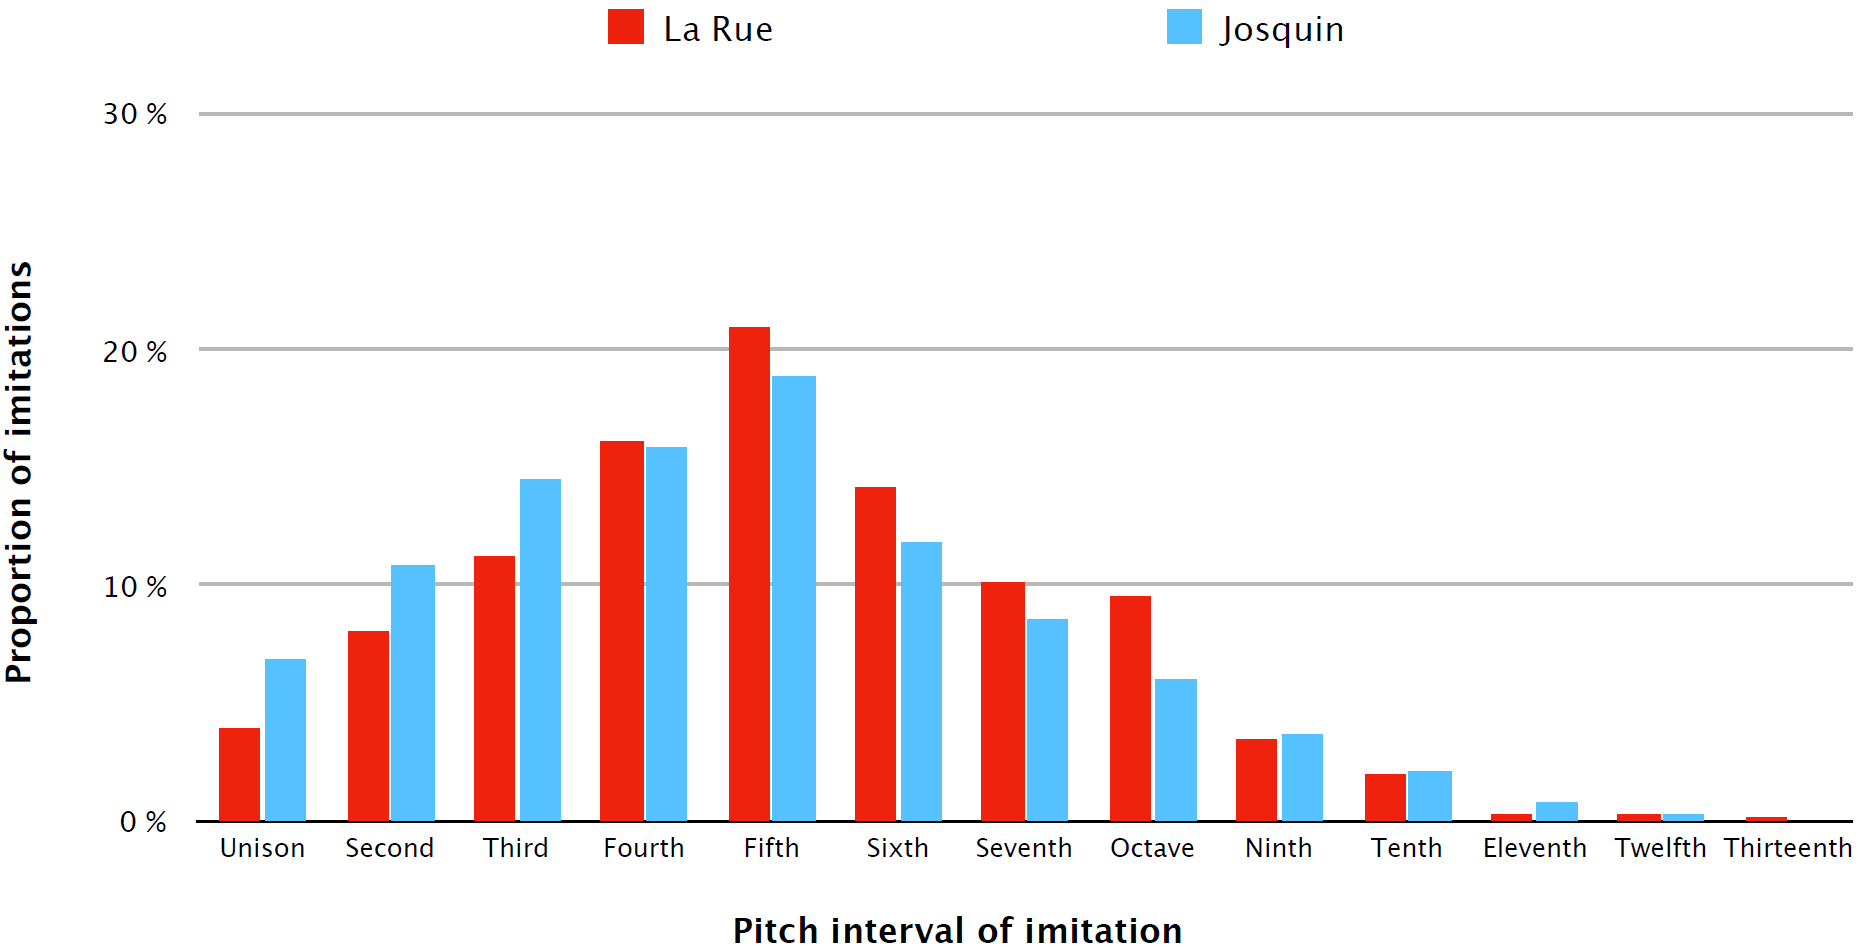 La Rue Josquin
30 %
20 %
10 %
0 %
Proportion of imitations
Unison Second Third Fourth Fifth Sixth Seventh Octave Ninth Tenth Eleventh Twelfth Thirteenth
Pitch interval of imitation